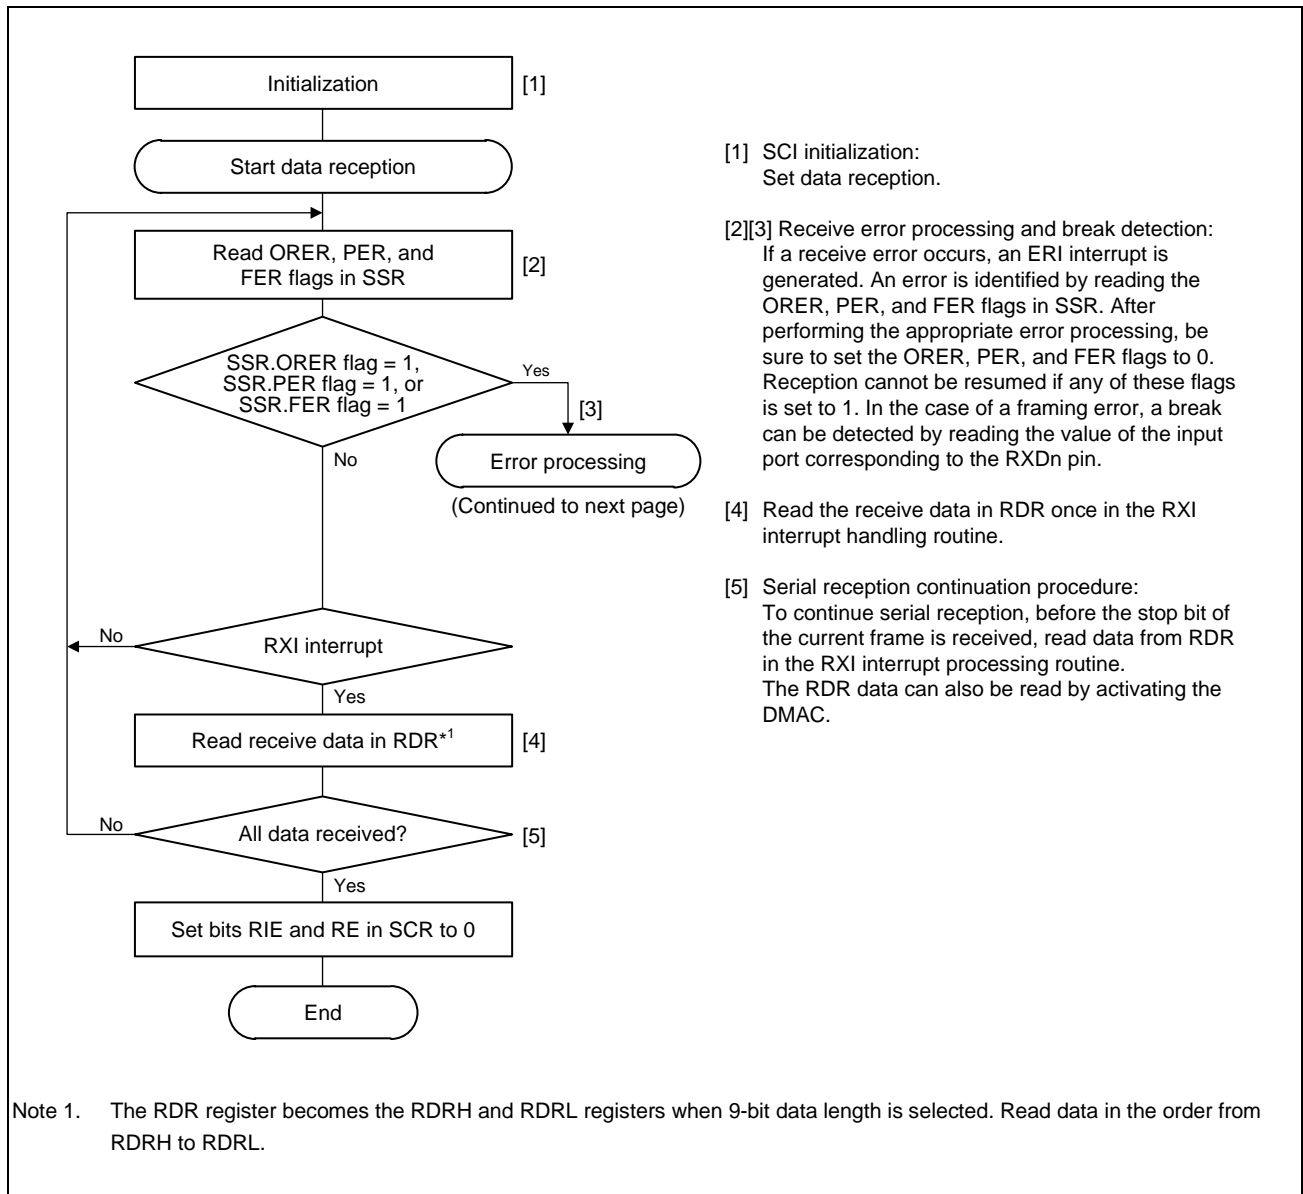 Initialization
[1]
Start data reception
Read ORER, PER, and
FER flags in SSR
[2]
SSR.ORER flag = 1,
SSR.PER flag = 1, or
SSR.FER flag = 1
Yes
[3]
No
Error processing
(Continued to next page)
RXI interrupt
No
Yes
Read receive data in RDR*1
[4]
No
All data received?
[5]
Yes
Set bits RIE and RE in SCR to 0
End
[1] SCI initialization:
Set data reception.
[2][3] Receive error processing and break detection:
If a receive error occurs, an ERI interrupt is
generated. An error is identified by reading the
ORER, PER, and FER flags in SSR. After
performing the appropriate error processing, be
sure to set the ORER, PER, and FER flags to 0.
Reception cannot be resumed if any of these flags
is set to 1. In the case of a framing error, a break
can be detected by reading the value of the input
port corresponding to the RXDn pin.
[4] Read the receive data in RDR once in the RXI
interrupt handling routine.
[5] Serial reception continuation procedure:
To continue serial reception, before the stop bit of
the current frame is received, read data from RDR
in the RXI interrupt processing routine.
The RDR data can also be read by activating the
DMAC.
Note 1. The RDR register becomes the RDRH and RDRL registers when 9-bit data length is selected. Read data in the order from
RDRH to RDRL.